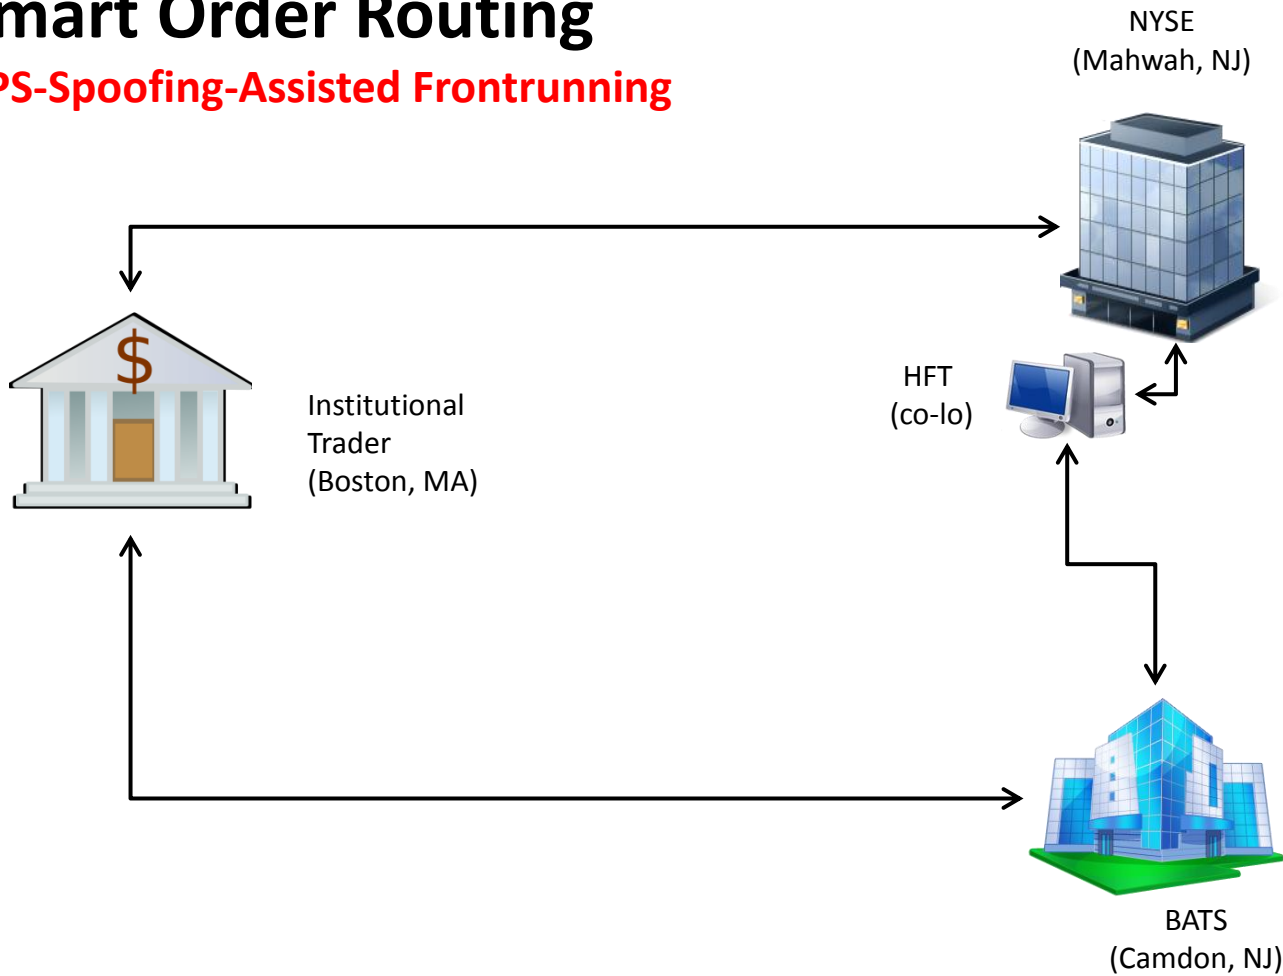 mart Order Routing
PS-Spoofing-Assisted Frontrunning
NYSE
(Mahwah, NJ)
$
Institutional
Trader
(Boston, MA)
HFT
(co-lo)
BATS
(Camdon, NJ)